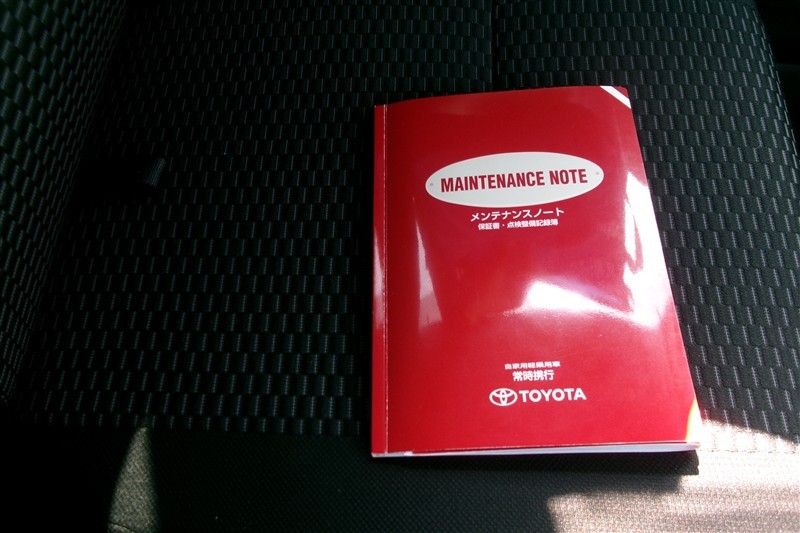 MAINTENANCE NOTE
メンテナンスノート
保証書・点検整備記録簿
自家用軽乗用車
常時携行
TOYOTA